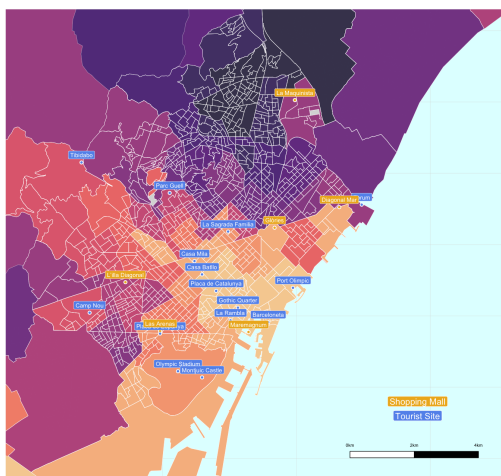 La Maquinista
Tibidabo
Parc Guell
Diagonal Mar
La Sagrada Familia
Glòries
Casa Mila
Casa Batllo
L'illa Diagonal
Port Olimpic
Placa de Catalunya
Camp Nou
Gothic Quarter
La Rambla
Barceloneta
Las Arenas
Maremagnum
Olympic Stadium
Montjuic Castle
Shopping Mall
Tourist Site
0km
2km
4km